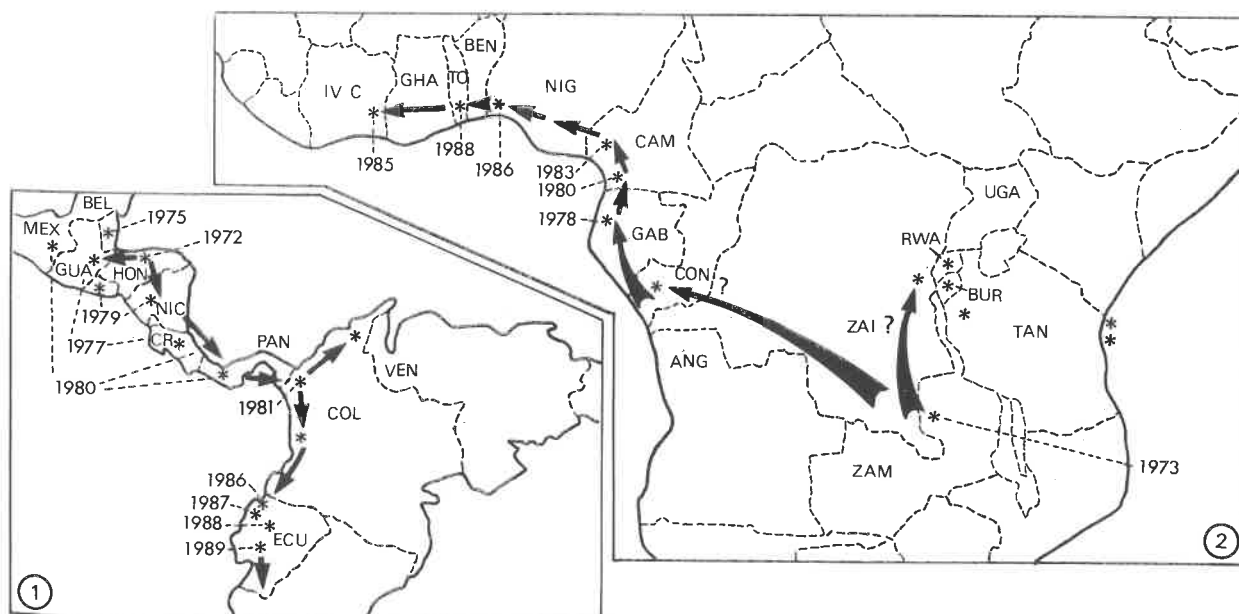 BEN
GHA
TO
IV C
NIG
CAM
1985
1988
1986
1983
1980
1978
GAB
CON ?
UGA
RWA
BUR
ZAI ?
TAN
ANG
ZAM
1973
2
BEL
1975
MEX
1972
GUA
HON
1979
NIC
1977
CR
PAN
1980
VEN
1981
COL
1986
1987
1988
ECU
1989
1